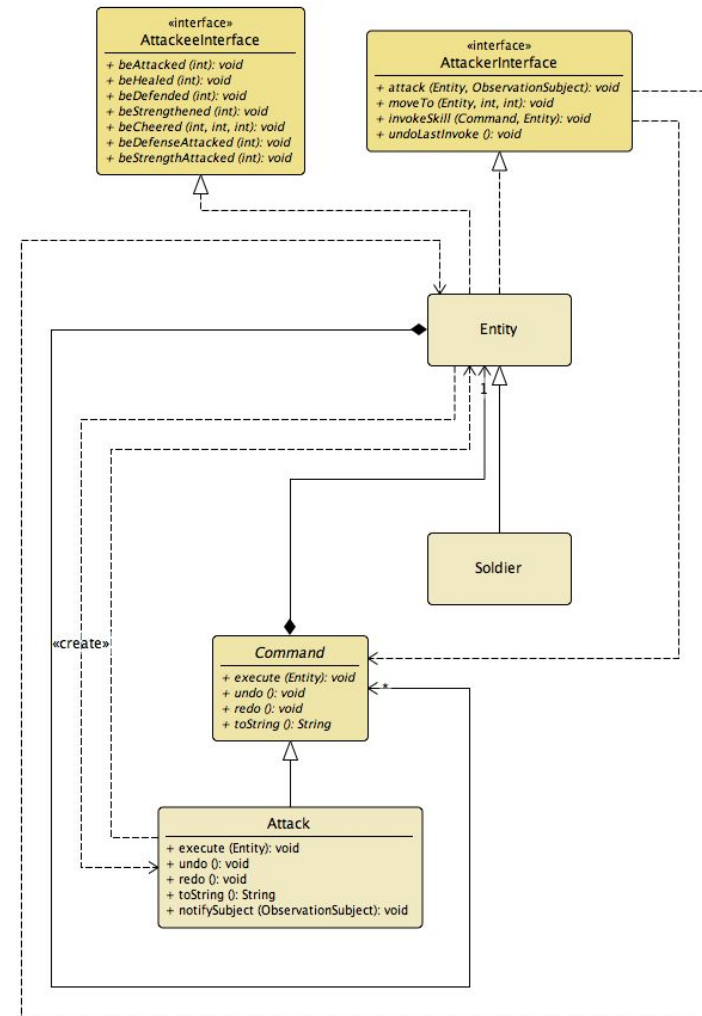 «interface»
AttackeeInterface
+ beAttacked (int): void
+ beHealed (int): void
+ beDefended (int): void
+ beStrengthened (int): void
+ beCheered (int, int, int): void
+ beDefenseAttacked (int): void
+ beStrengthAttacked (int): void
«interface»
AttackerInterface
+ attack (Entity, ObservationSubject): void
+ moveTo (Entity, int, int): void
+ invokeSkill (Command, Entity): void
+ undoLastInvoke (): void
Entity
1
Soldier
«create»
Command
+ execute (Entity): void
+ undo (): void
+ redo (): void
+ toString (): String
*
Attack
+ execute (Entity): void
+ undo (): void
+ redo (): void
+ toString (): String
+ notifySubject (ObservationSubject): void